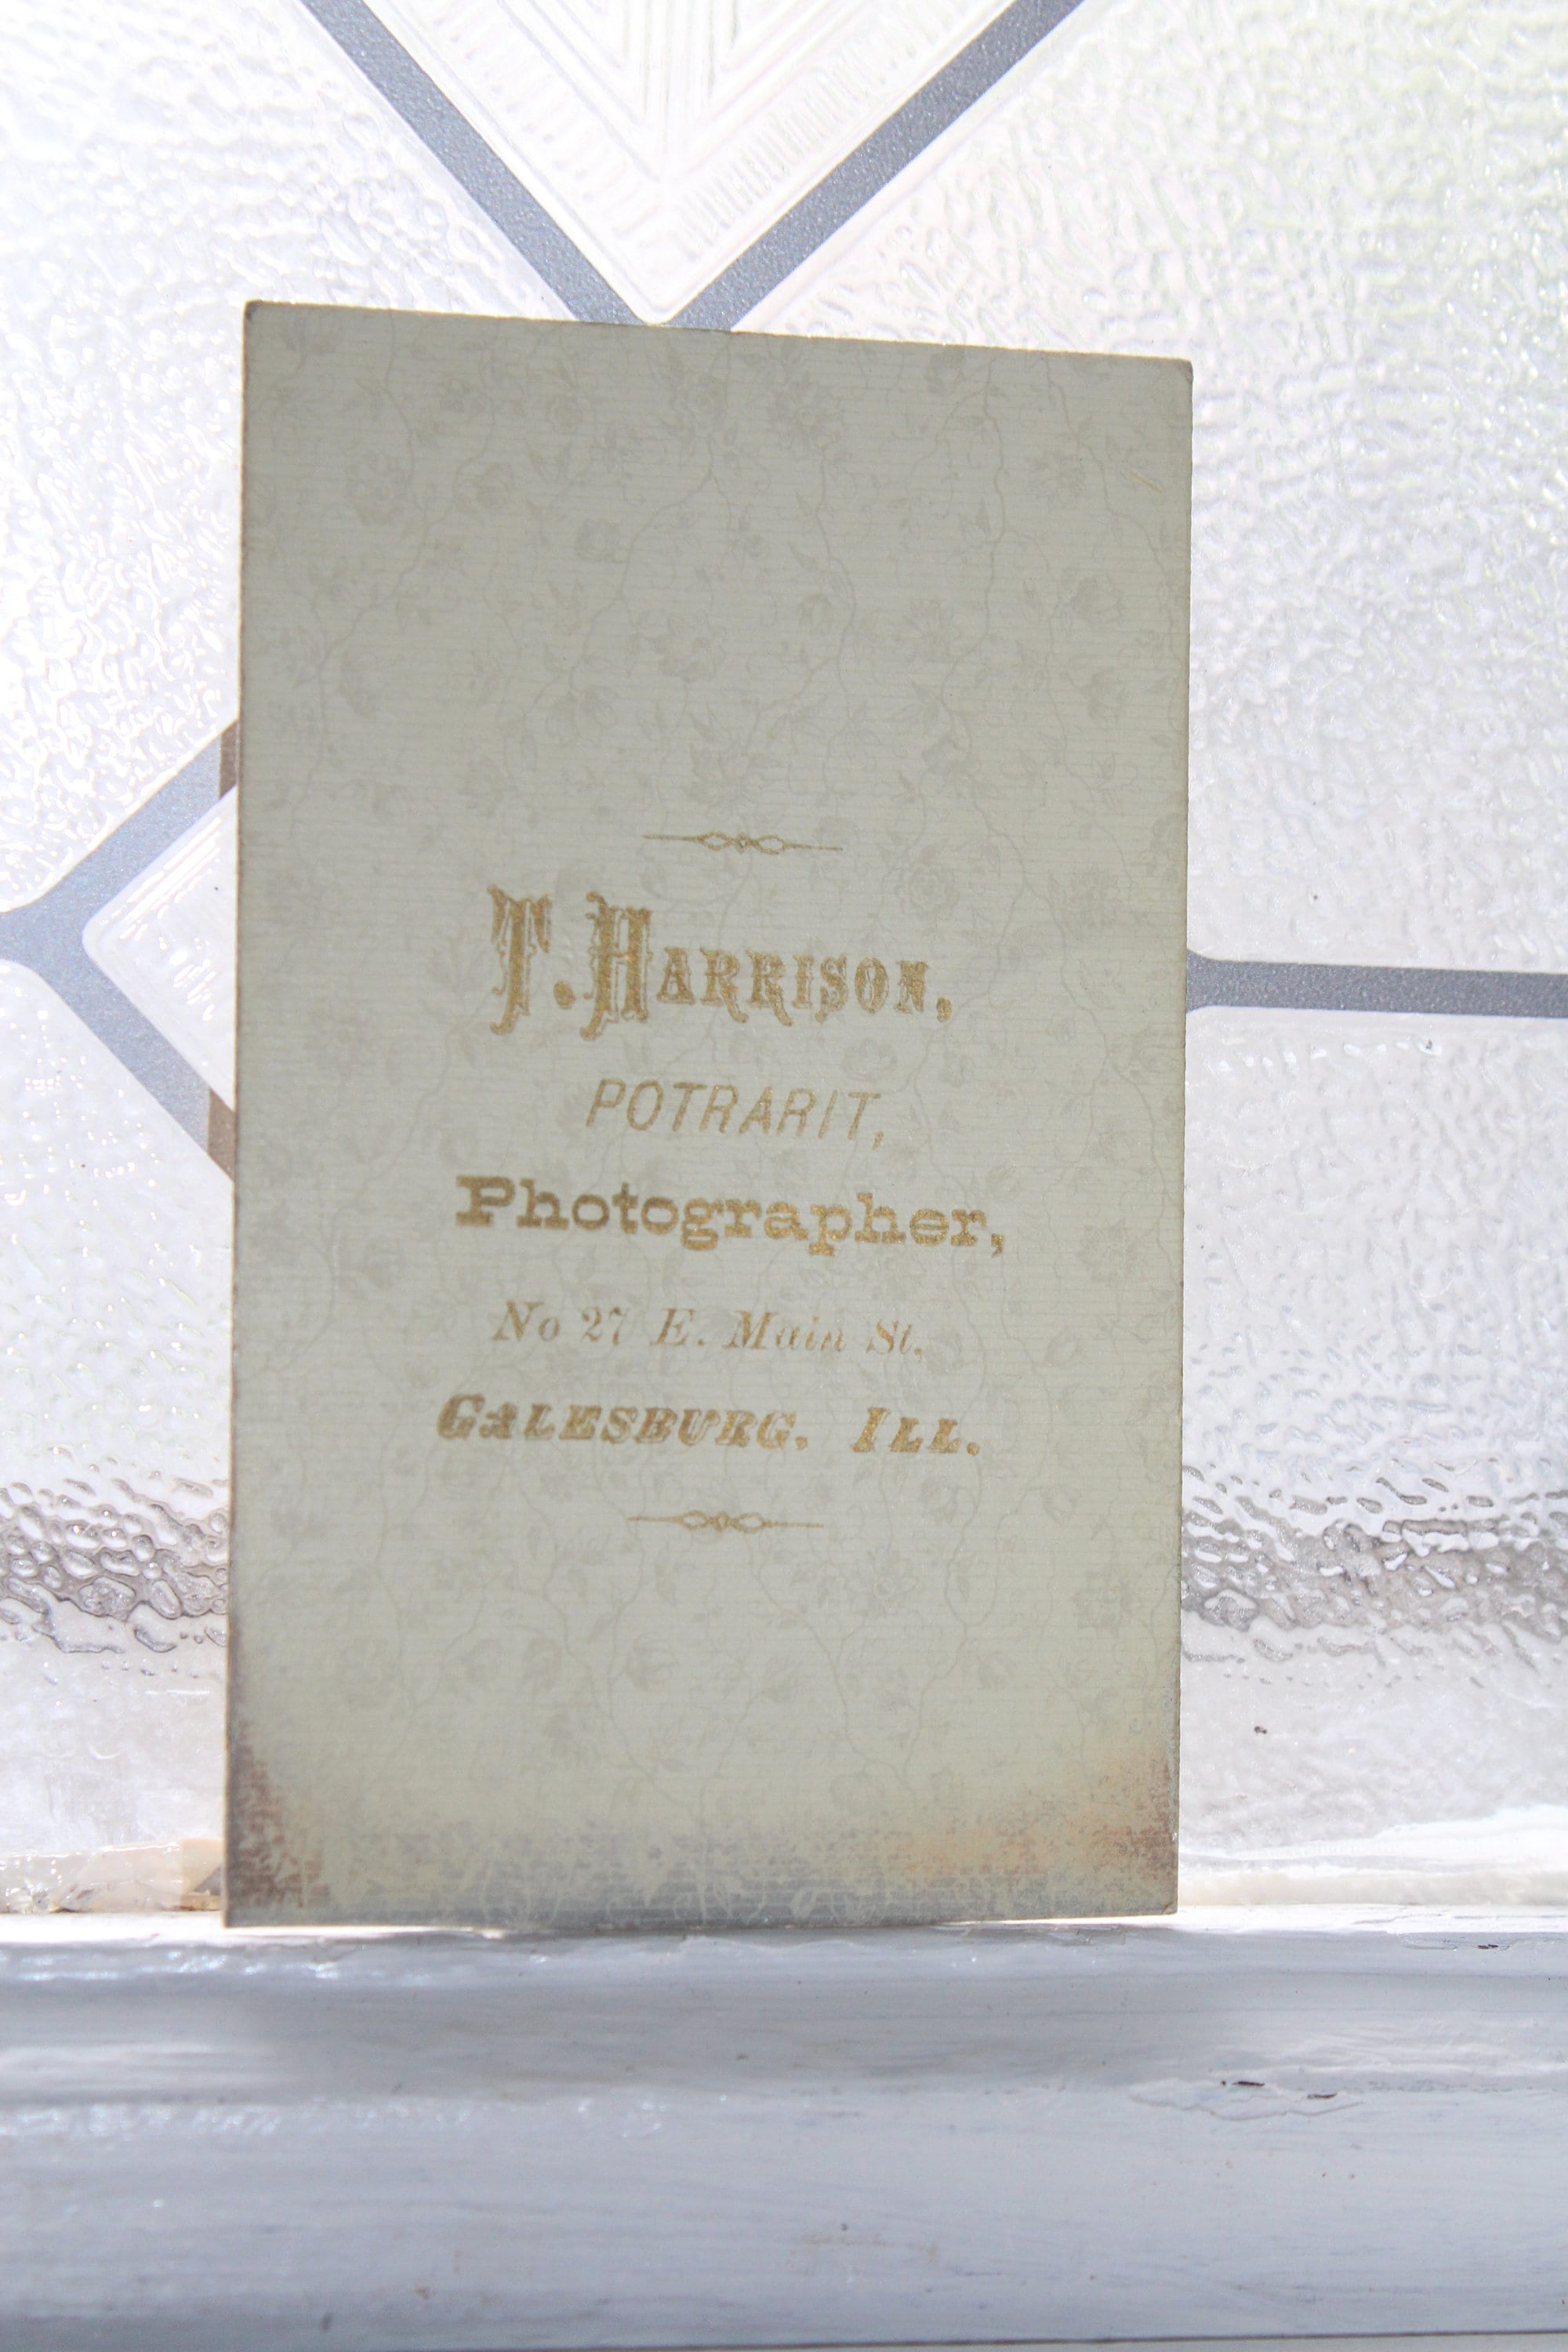 T. HARRISON,
POTRARIT,
Photographer,
No 27 E. Main St.
GALESBURG. ILL.